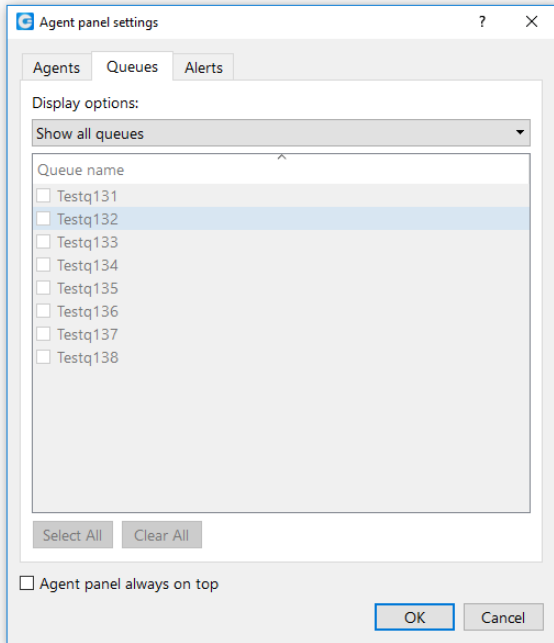 Agent panel settings
Agents Queues Alerts
Display options:
Show all queues
Queue name
Testq131
Testq132
Testq133
Testq134
Testq135
Testq136
Testq137
Testq138
Select All Clear All
Agent panel always on top
OK Cancel